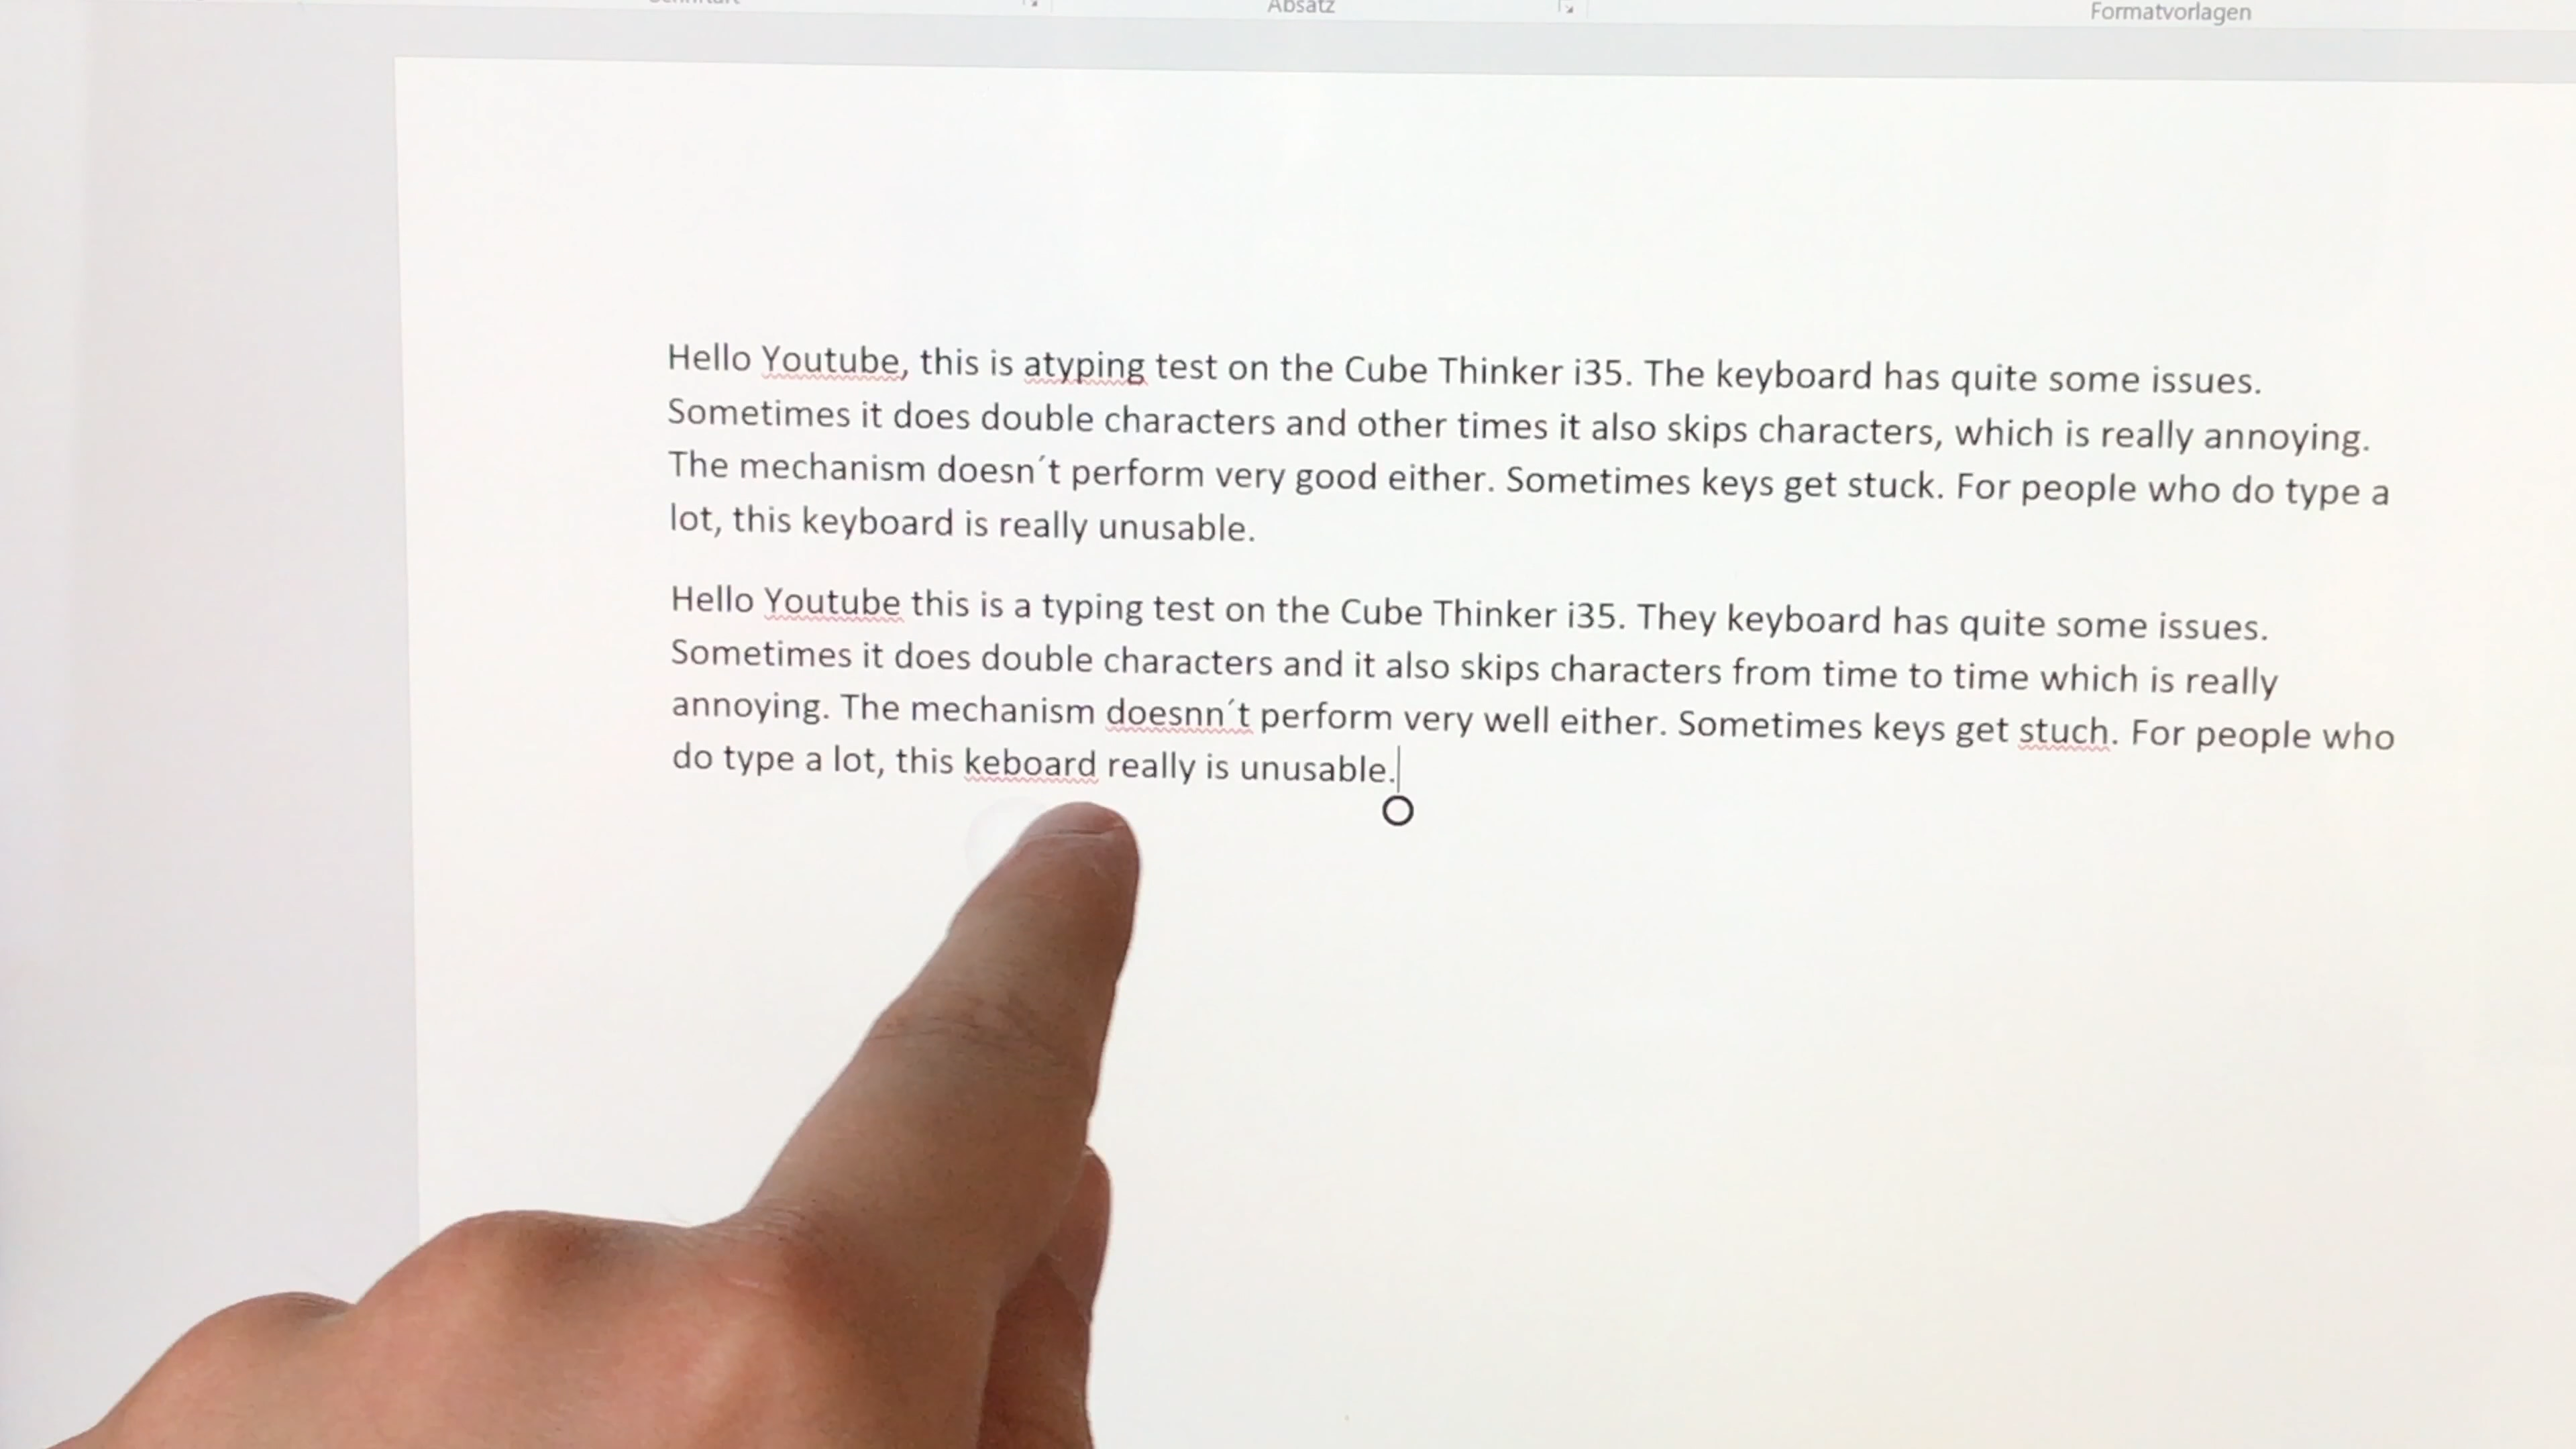 Absatz
Formatvorlagen
Hello Youtube, this is atyping test on the Cube Thinker i35. The keyboard has quite some issues.
Sometimes it does double characters and other times it also skips characters, which is really annoying.
The mechanism doesn´t perform very good either. Sometimes keys get stuck. For people who do type a
lot, this keyboard is really unusable.
Hello Youtube this is a typing test on the Cube Thinker i35. They keyboard has quite some issues.
Sometimes it does double characters and it also skips characters from time to time which is really
annoying. The mechanism doesnn´t perform very well either. Sometimes keys get stuch. For people who
do type a lot, this keboard really is unusable.